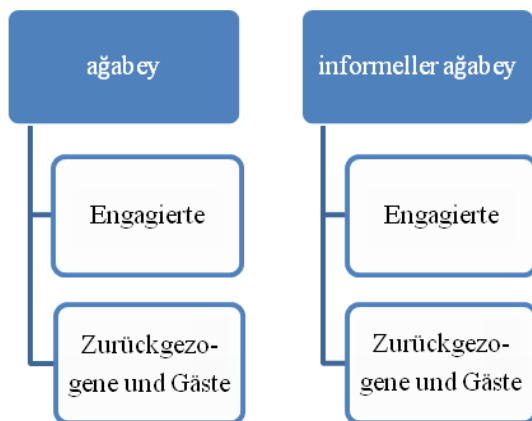 ağabey
Engagierte
Zurückgezo-
gene und Gäste
informeller ağabey
Engagierte
Zurückgezo-
gene und Gäste